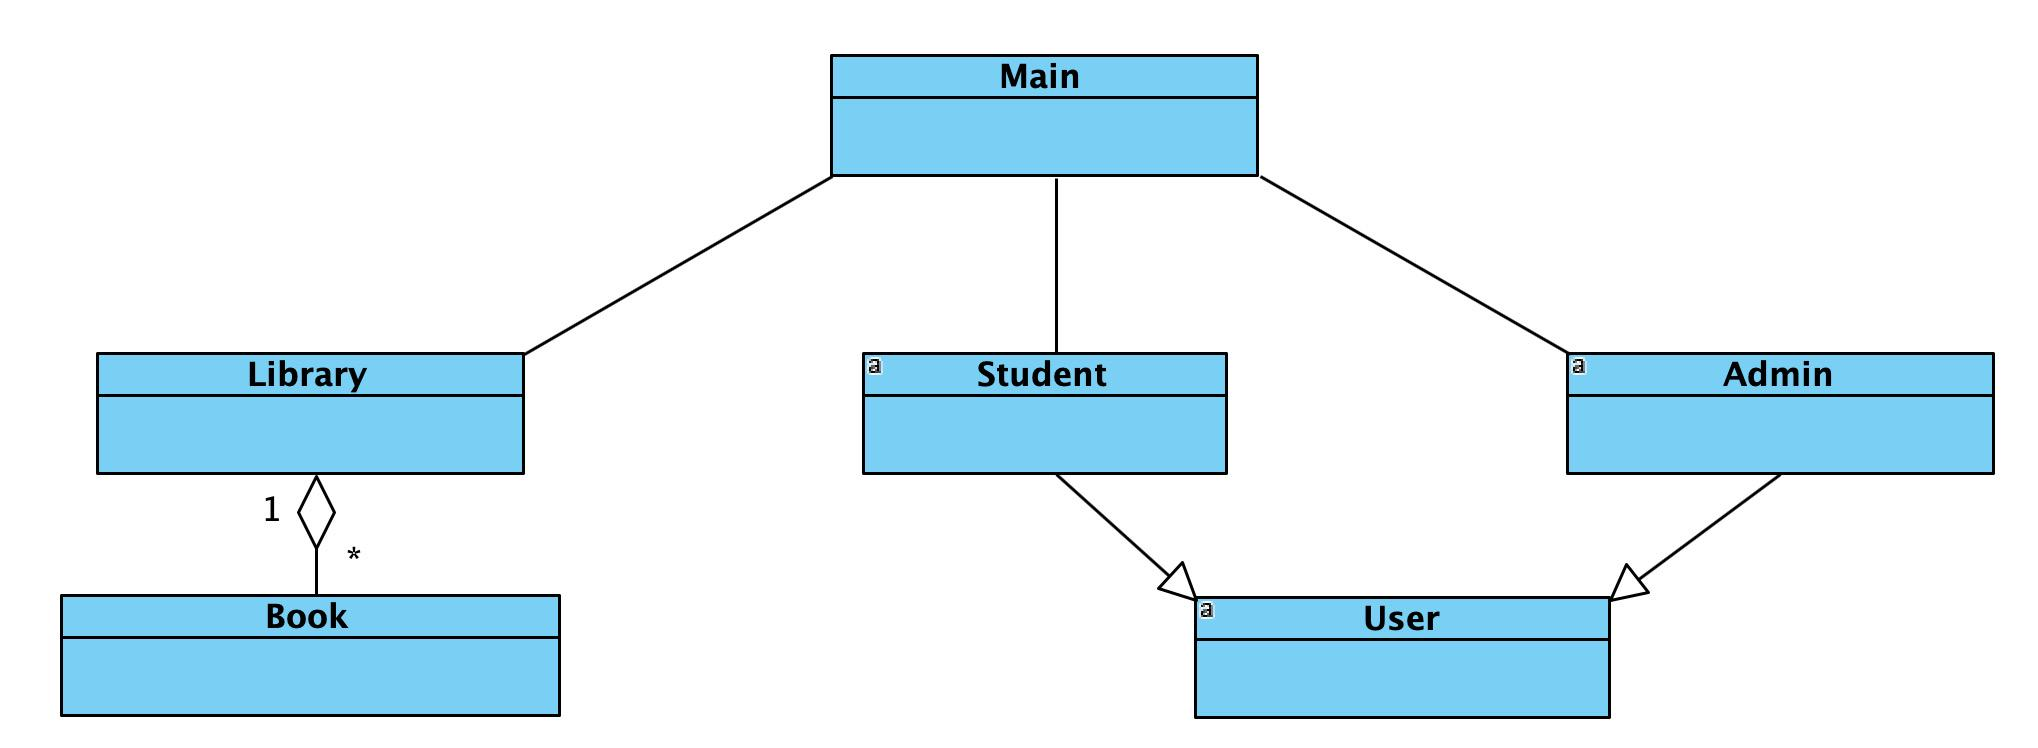 Main
Library
a Student
a Admin
1
*
Book
a User